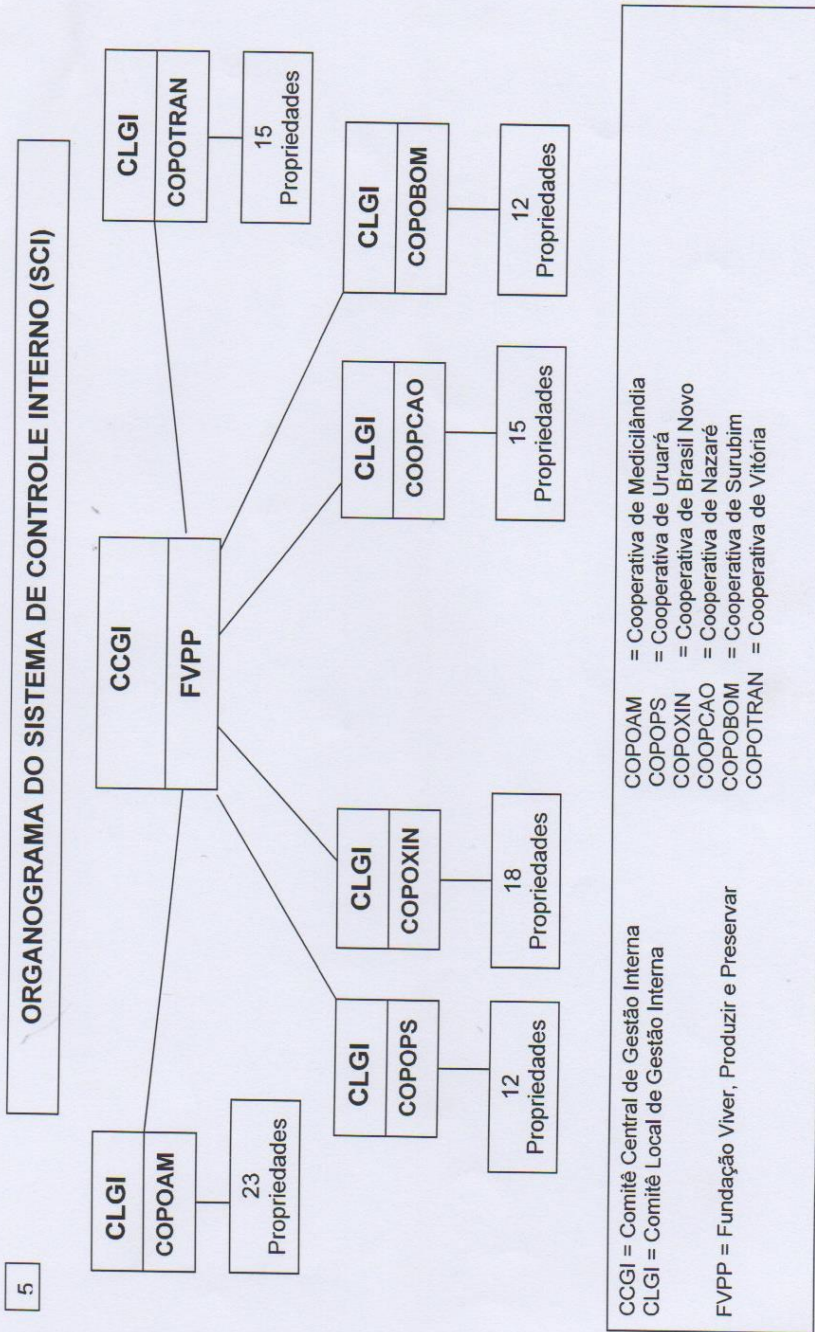 5
ORGANOGRAMA DO SISTEMA DE CONTROLE INTERNO (SCI)
CCGI
FVPP
CLGI
COPOAM
23
Propriedades
CLGI
COPOPS
12
Propriedades
CLGI
COPOXIN
18
Propriedades
CLGI
COOPCAO
15
Propriedades
CLGI
COPOBOM
12
Propriedades
CLGI
COPOTRAN
15
Propriedades
CCGI = Comitê Central de Gestão Interna
CLGI = Comitê Local de Gestão Interna
FVPP = Fundação Viver, Produzir e Preservar
COPOAM = Cooperativa de Medicilândia
COPOPS = Cooperativa de Uruará
COPOXIN = Cooperativa de Brasil Novo
COOPCAO = Cooperativa de Nazaré
COPOBOM = Cooperativa de Surubim
COPOTRAN = Cooperativa de Vitória